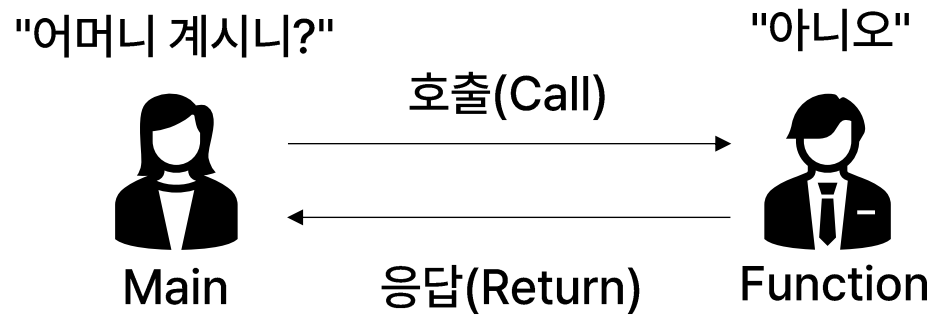 "어머니 계시니?"
"아니오"
호출(Call)
응답(Return)
Main
Function